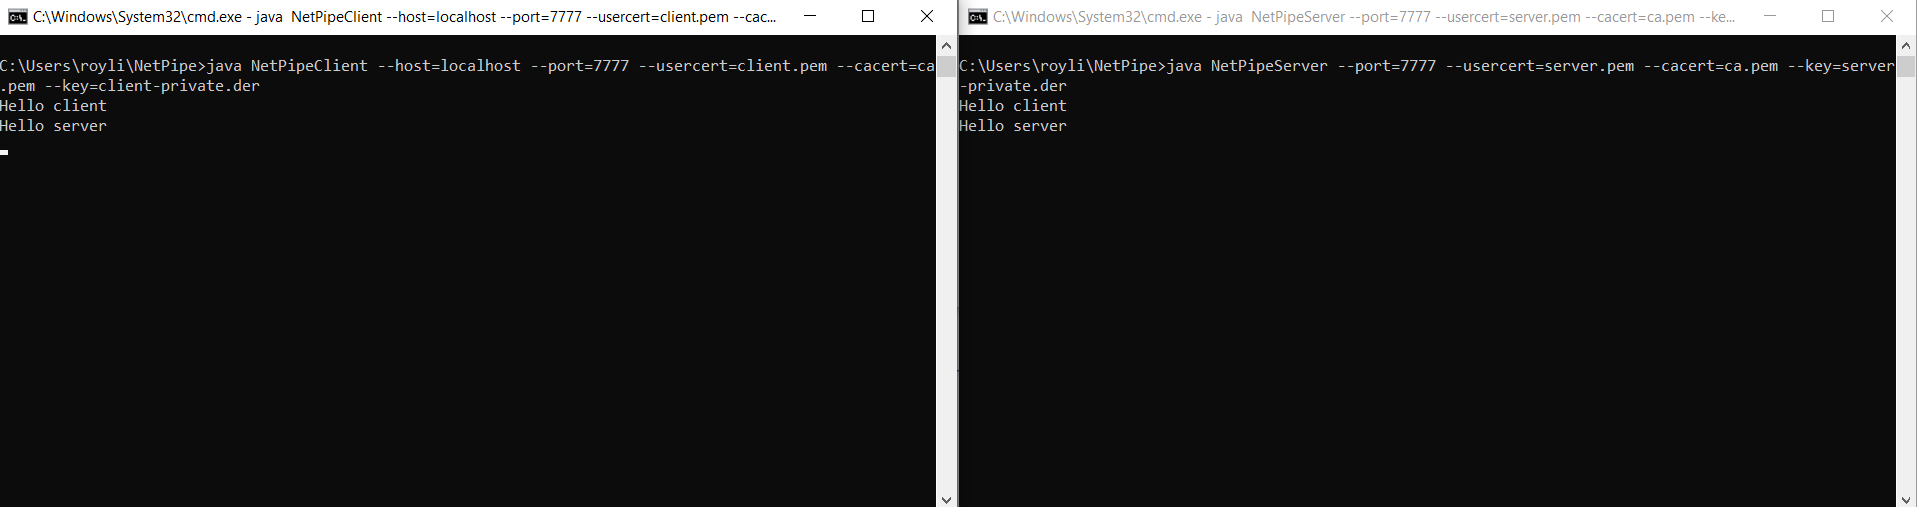 C:\Windows\System32\cmd.exe - java  NetPipeClient --host=localhost --port=7777 --usercert=client.pem --cac...
C:\Users\royli\NetPipe>java NetPipeClient --host=localhost --port=7777 --usercert=client.pem --cacert=ca
.pem --key=client-private.der
Hello client
Hello server
C:\Windows\System32\cmd.exe - java  NetPipeServer --port=7777 --usercert=server.pem --cacert=ca.pem --ke...
C:\Users\royli\NetPipe>java NetPipeServer --port=7777 --usercert=server.pem --cacert=ca.pem --key=server
-private.der
Hello client
Hello server